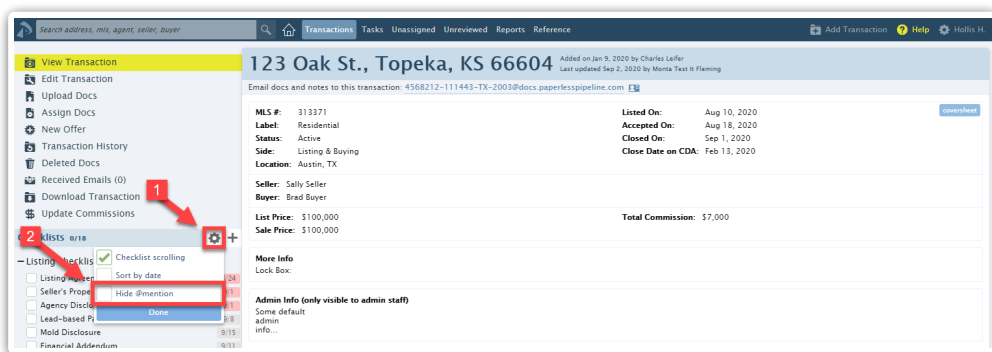 Search address, mls, agent, seller, buyer
Transactions Tasks Unassigned Unreviewed Reports Reference
Add Transaction ? Help Hollis H.
View Transaction
Edit Transaction
Upload Docs
Assign Docs
New Offer
Transaction History
Deleted Docs
Received Emails (0)
Download Transaction
Update Commissions
1
klists 0/18
2
Checklist scrolling
Sort by date
Hide @mention
Done
Listing
hecklis
Listing
/24
Seller's Prope
/1
Agency Disclo
/1
Lead-based
9/8
Mold Disclosure 9/15
Financial Addendum 9/11
123 Oak St., Topeka, KS 66604
Added on Jan 9, 2020 by Charles Leifer
Last updated Sep 2, 2020 by Monta Test It Fleming
Email docs and notes to this transaction: 4568212-111443-TX-2003@docs.paperlesspipeline.com
coversheet
MLS #: 313371
Label: Residential
Status: Active
Side: Listing & Buying
Location: Austin, TX
Listed On: Aug 10, 2020
Accepted On: Aug 18, 2020
Closed On: Sep 1, 2020
Close Date on CDA: Feb 13, 2020
Seller: Sally Seller
Buyer: Brad Buyer
List Price: $100,000
Sale Price: $100,000
Total Commission: $7,000
More Info
Lock Box:
Admin Info (only visible to admin staff)
Some default
admin
info...